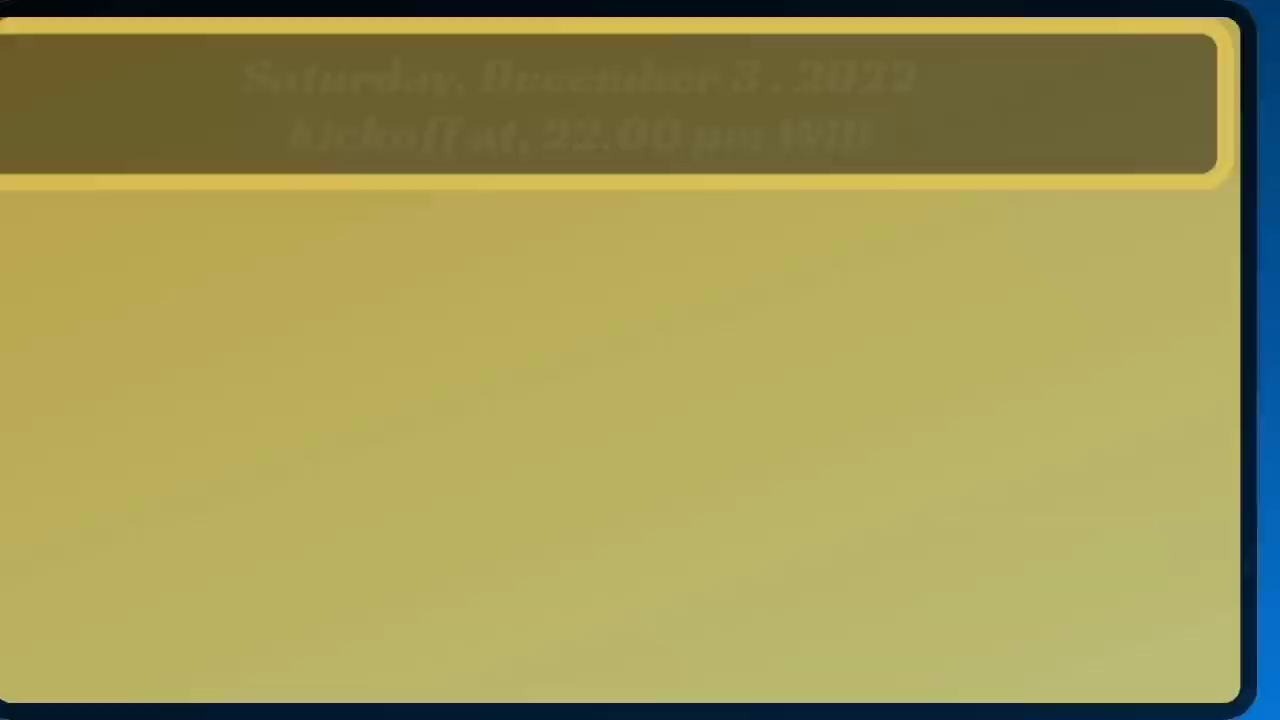 Saturday, December 3 . 2022
kickoff at, 22.00 pm WIB